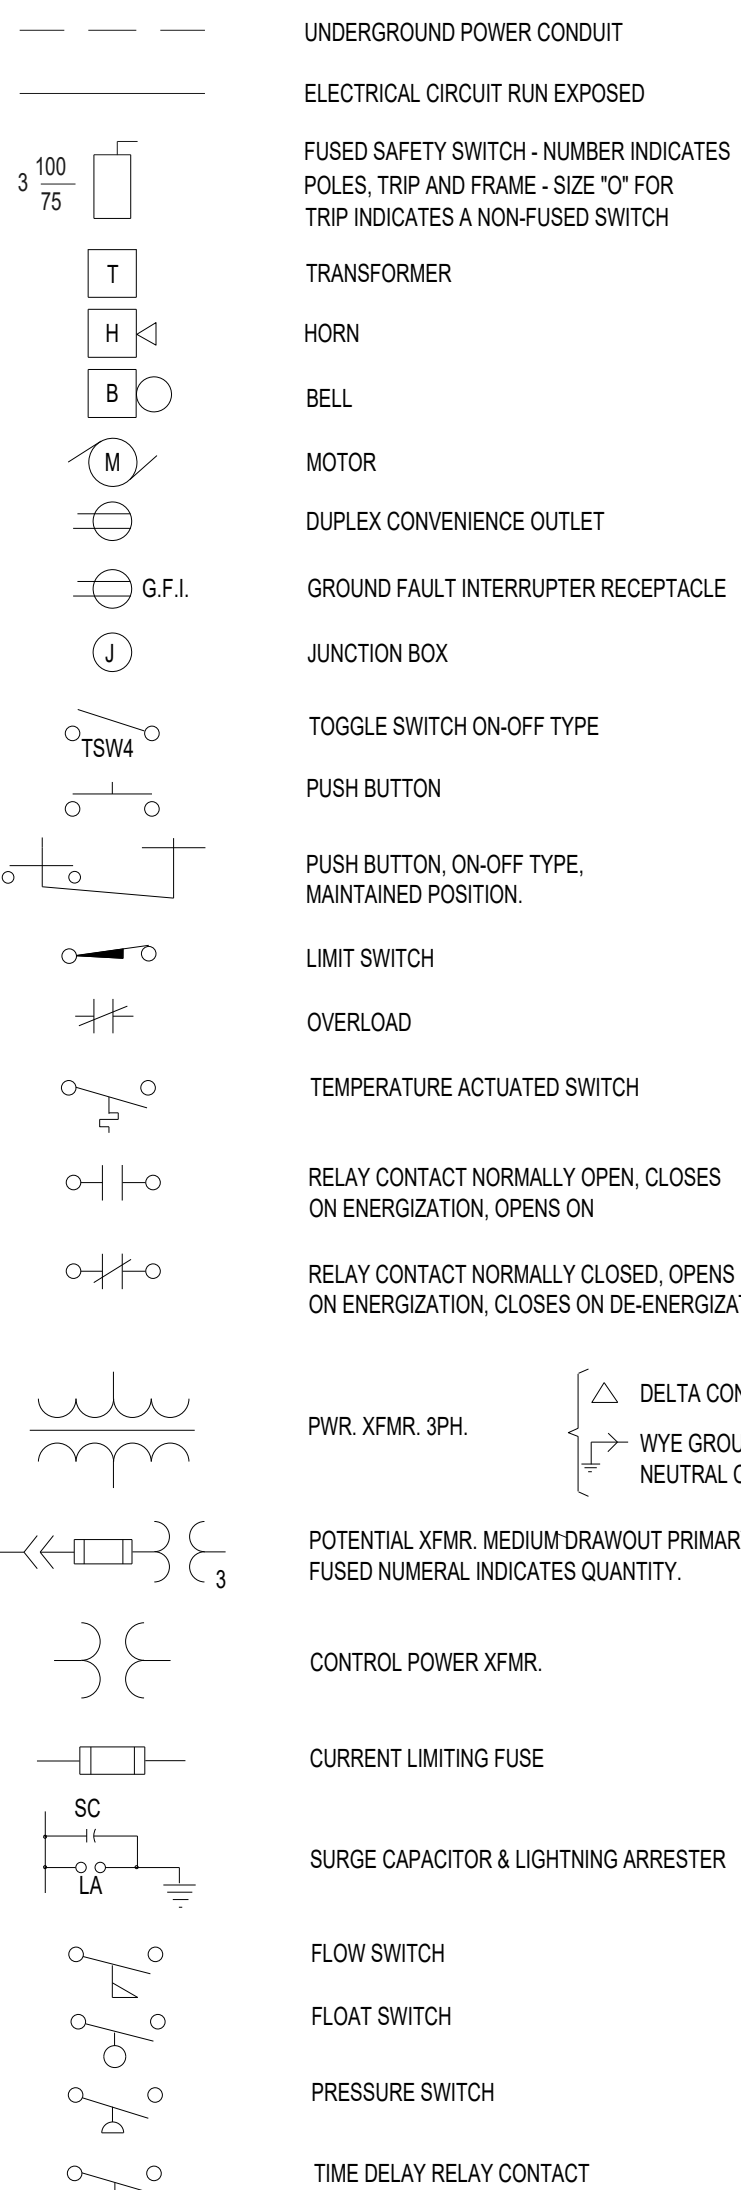 UNDERGROUND POWER CONDUIT
ELECTRICAL CIRCUIT RUN EXPOSED
3 100
75
FUSED SAFETY SWITCH - NUMBER INDICATES
POLES, TRIP AND FRAME - SIZE "O" FOR
TRIP INDICATES A NON-FUSED SWITCH
T TRANSFORMER
H HORN
B BELL
M MOTOR
DUPLEX CONVENIENCE OUTLET
G.F.I. GROUND FAULT INTERRUPTER RECEPTACLE
J JUNCTION BOX
TSW4 TOGGLE SWITCH ON-OFF TYPE
PUSH BUTTON
PUSH BUTTON, ON-OFF TYPE,
MAINTAINED POSITION.
LIMIT SWITCH
OVERLOAD
TEMPERATURE ACTUATED SWITCH
RELAY CONTACT NORMALLY OPEN, CLOSES
ON ENERGIZATION, OPENS ON
RELAY CONTACT NORMALLY CLOSED, OPENS
ON ENERGIZATION, CLOSES ON
PWR. XFMR. 3PH.
DELTA
WYE
NEUTRAL
POTENTIAL XFMR. MEDIUM DRAWOUT
3
FUSED NUMERAL INDICATES QUANTITY.
CONTROL POWER XFMR.
CURRENT LIMITING FUSE
SC
LA
SURGE CAPACITOR & LIGHTNING ARRESTER
FLOW SWITCH
FLOAT SWITCH
PRESSURE SWITCH
TIME DELAY RELAY CONTACT